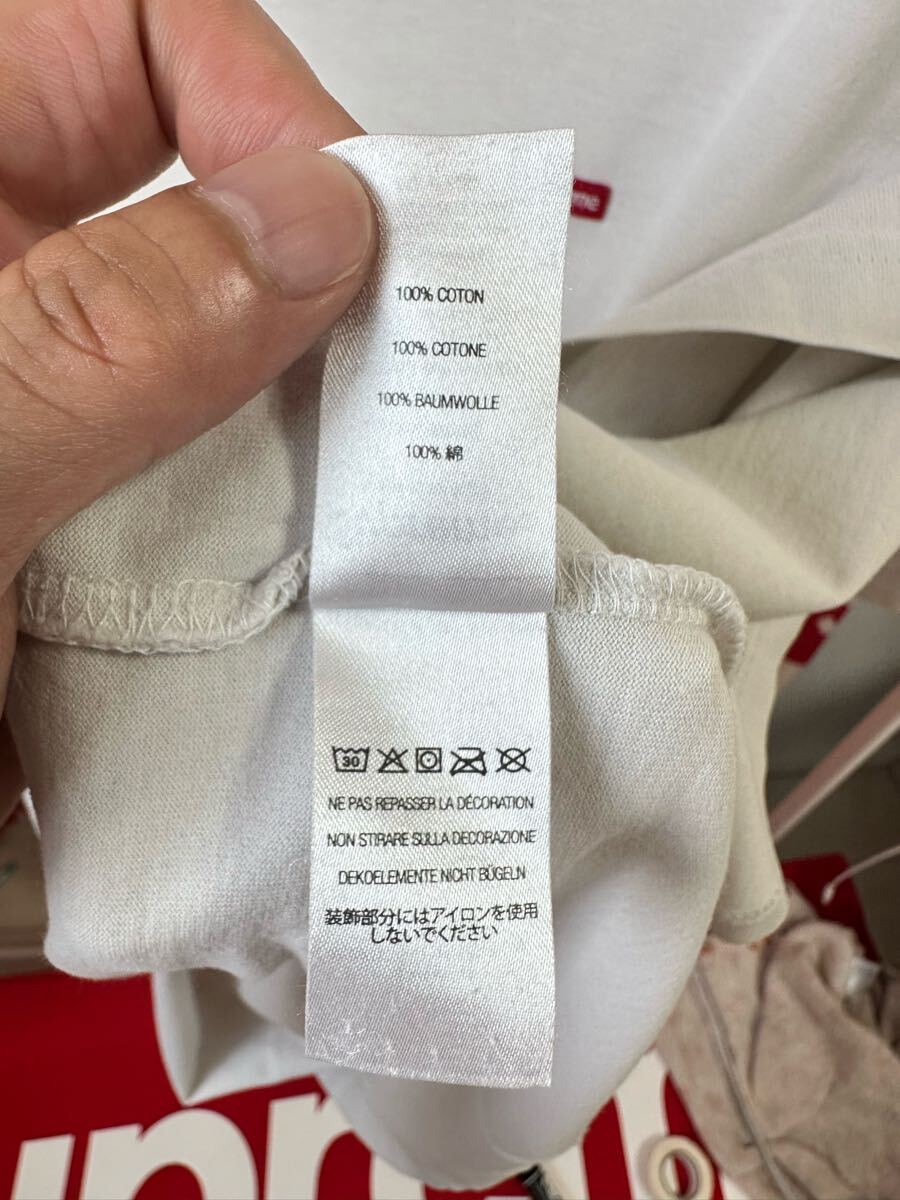 100% COTON
100% COTONE
100% BAUMWOLLE
100% 綿
30
NE PAS REPASSER LA DÉCORATION
NON STIRARE SULLA DECORAZIONE
DEKOELEMENTE NICHT BÜGELN
装飾部分にはアイロンを使用
しないでください